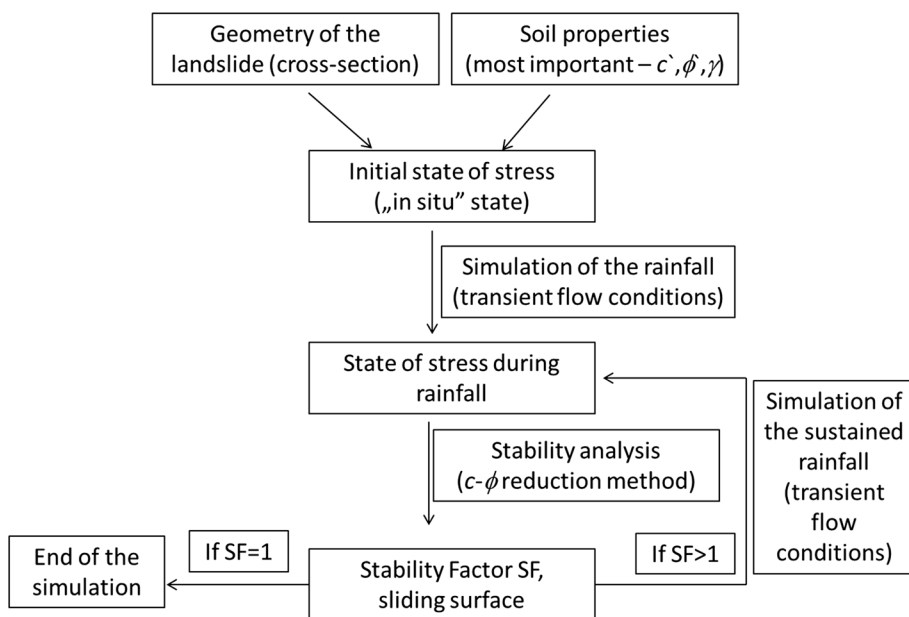 Geometry of the
landslide (cross-section)
Soil properties
(most important – c`,ϕ`,γ)
Initial state of stress
(„in situ” state)
Simulation of the rainfall
(transient flow conditions)
State of stress during
rainfall
Simulation of
the sustained
rainfall
(transient
flow
conditions)
Stability analysis
(c-ϕ reduction method)
If SF=1
If SF>1
End of the
simulation
Stability Factor SF,
sliding surface